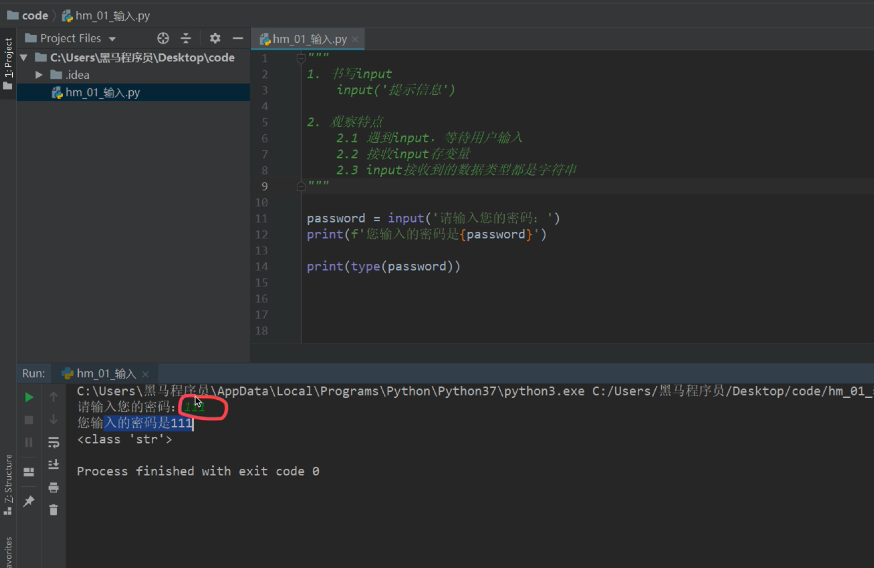 code hm_01_输入.py
1: Project
Project Files
C:\Users\黑马程序员\Desktop\code
.idea
hm_01_输入.py
hm_01_输入.py
1 """
2 1. 书写input
3 input('提示信息')
4
5 2. 观察特点
6 2.1 遇到input，等待用户输入
7 2.2 接收input存变量
8 2.3 input接收到的数据类型都是字符串
9 """
10
11 password = input('请输入您的密码：')
12 print(f'您输入的密码是{password}')
13
14 print(type(password))
15
16
17
18
Run: hm_01_输入
C:\Users\黑马程序员\AppData\Local\Programs\Python\Python37\python3.exe C:/Users/黑马程序员/Desktop/code/hm_01_
请输入您的密码：111
您输入的密码是111
<class 'str'>
Process finished with exit code 0
Z: Structure
avorites